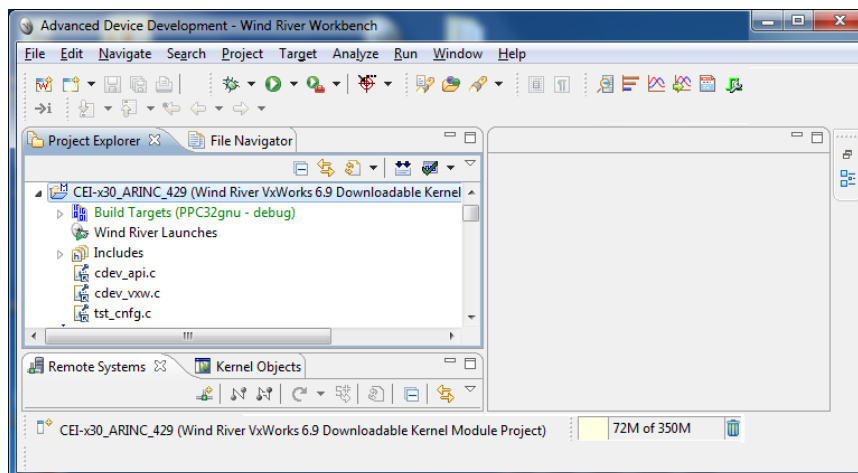 Advanced Device Development - Wind River Workbench
File Edit Navigate Search Project Target Analyze Run Window Help
Project Explorer File Navigator
CEI-x30_ARINC_429 (Wind River VxWorks 6.9 Downloadable Kernel
Build Targets (PPC32gnu - debug)
Wind River Launches
Includes
cdev_api.c
cdev_vxw.c
tst_cnfg.c
Remote Systems Kernel Objects
CEI-x30_ARINC_429 (Wind River VxWorks 6.9 Downloadable Kernel Module Project) 72M of 350M